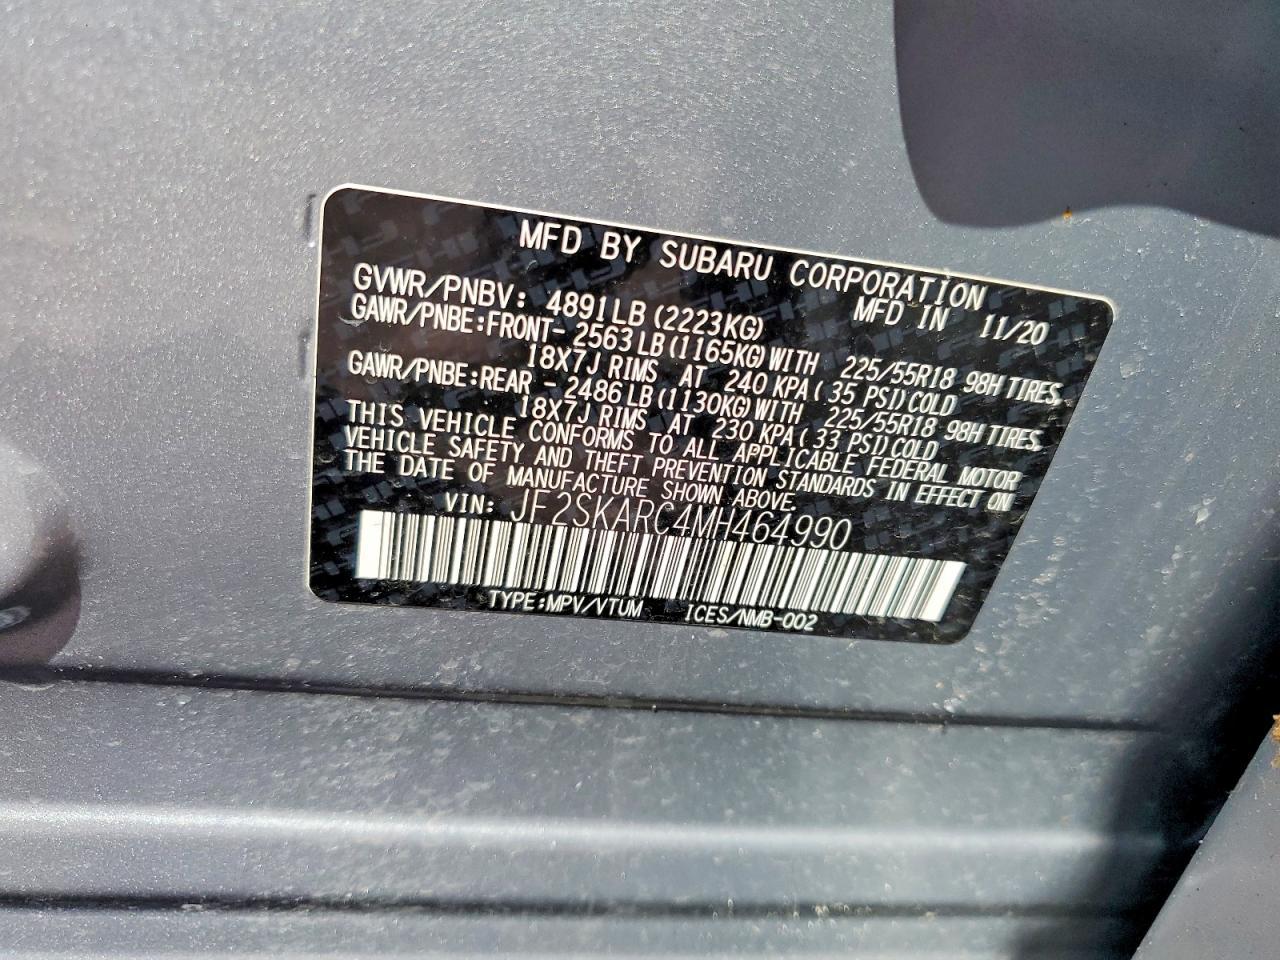 MFD BY SUBARU CORPORATION
MFD IN 11/20
GVWR/PNBV: 4891LB(2223KG)
GAWR/PNBE:FRONT- 2563LB(1165KG)WITH 225/55R18 98H TIRES,
18X7J RIMS AT 240 KPA(35 PSI)COLD
GAWR/PNBE:REAR - 2486LB(1130KG)WITH 225/55R18 98H TIRES,
18X7J RIMS AT 230 KPA(33 PSI)COLD
THIS VEHICLE CONFORMS TO ALL APPLICABLE FEDERAL MOTOR
VEHICLE SAFETY AND THEFT PREVENTION STANDARDS IN EFFECT ON
THE DATE OF MANUFACTURE SHOWN ABOVE.
VIN: JF2SKARC4MH464990
TYPE:MPV/VTUM ICES/NMB-002